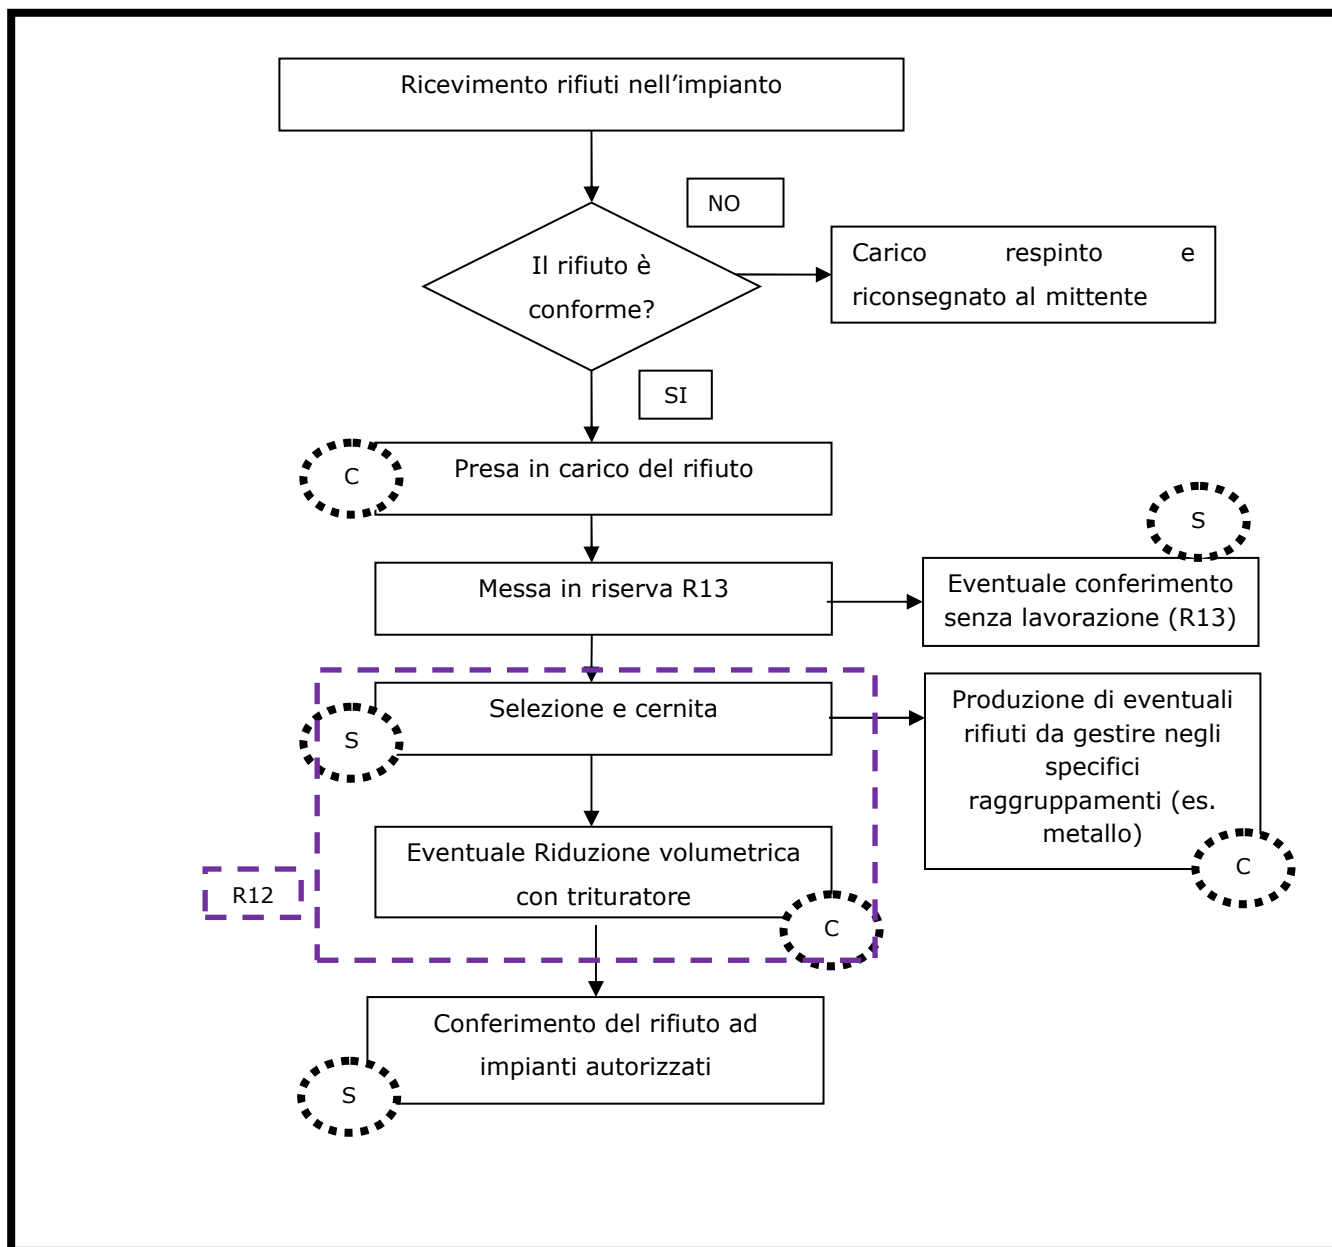 Ricevimento rifiuti nell'impianto
NO
Il rifiuto è
conforme?
Carico respinto e
riconsegnato al mittente
SI
C
Presa in carico del rifiuto
S
Messa in riserva R13
Eventuale conferimento
senza lavorazione (R13)
S
Selezione e cernita
Produzione di eventuali
rifiuti da gestire negli
specifici
raggruppamenti (es.
metallo)
C
R12
Eventuale Riduzione volumetrica
con trituratore
C
Conferimento del rifiuto ad
impianti autorizzati
S